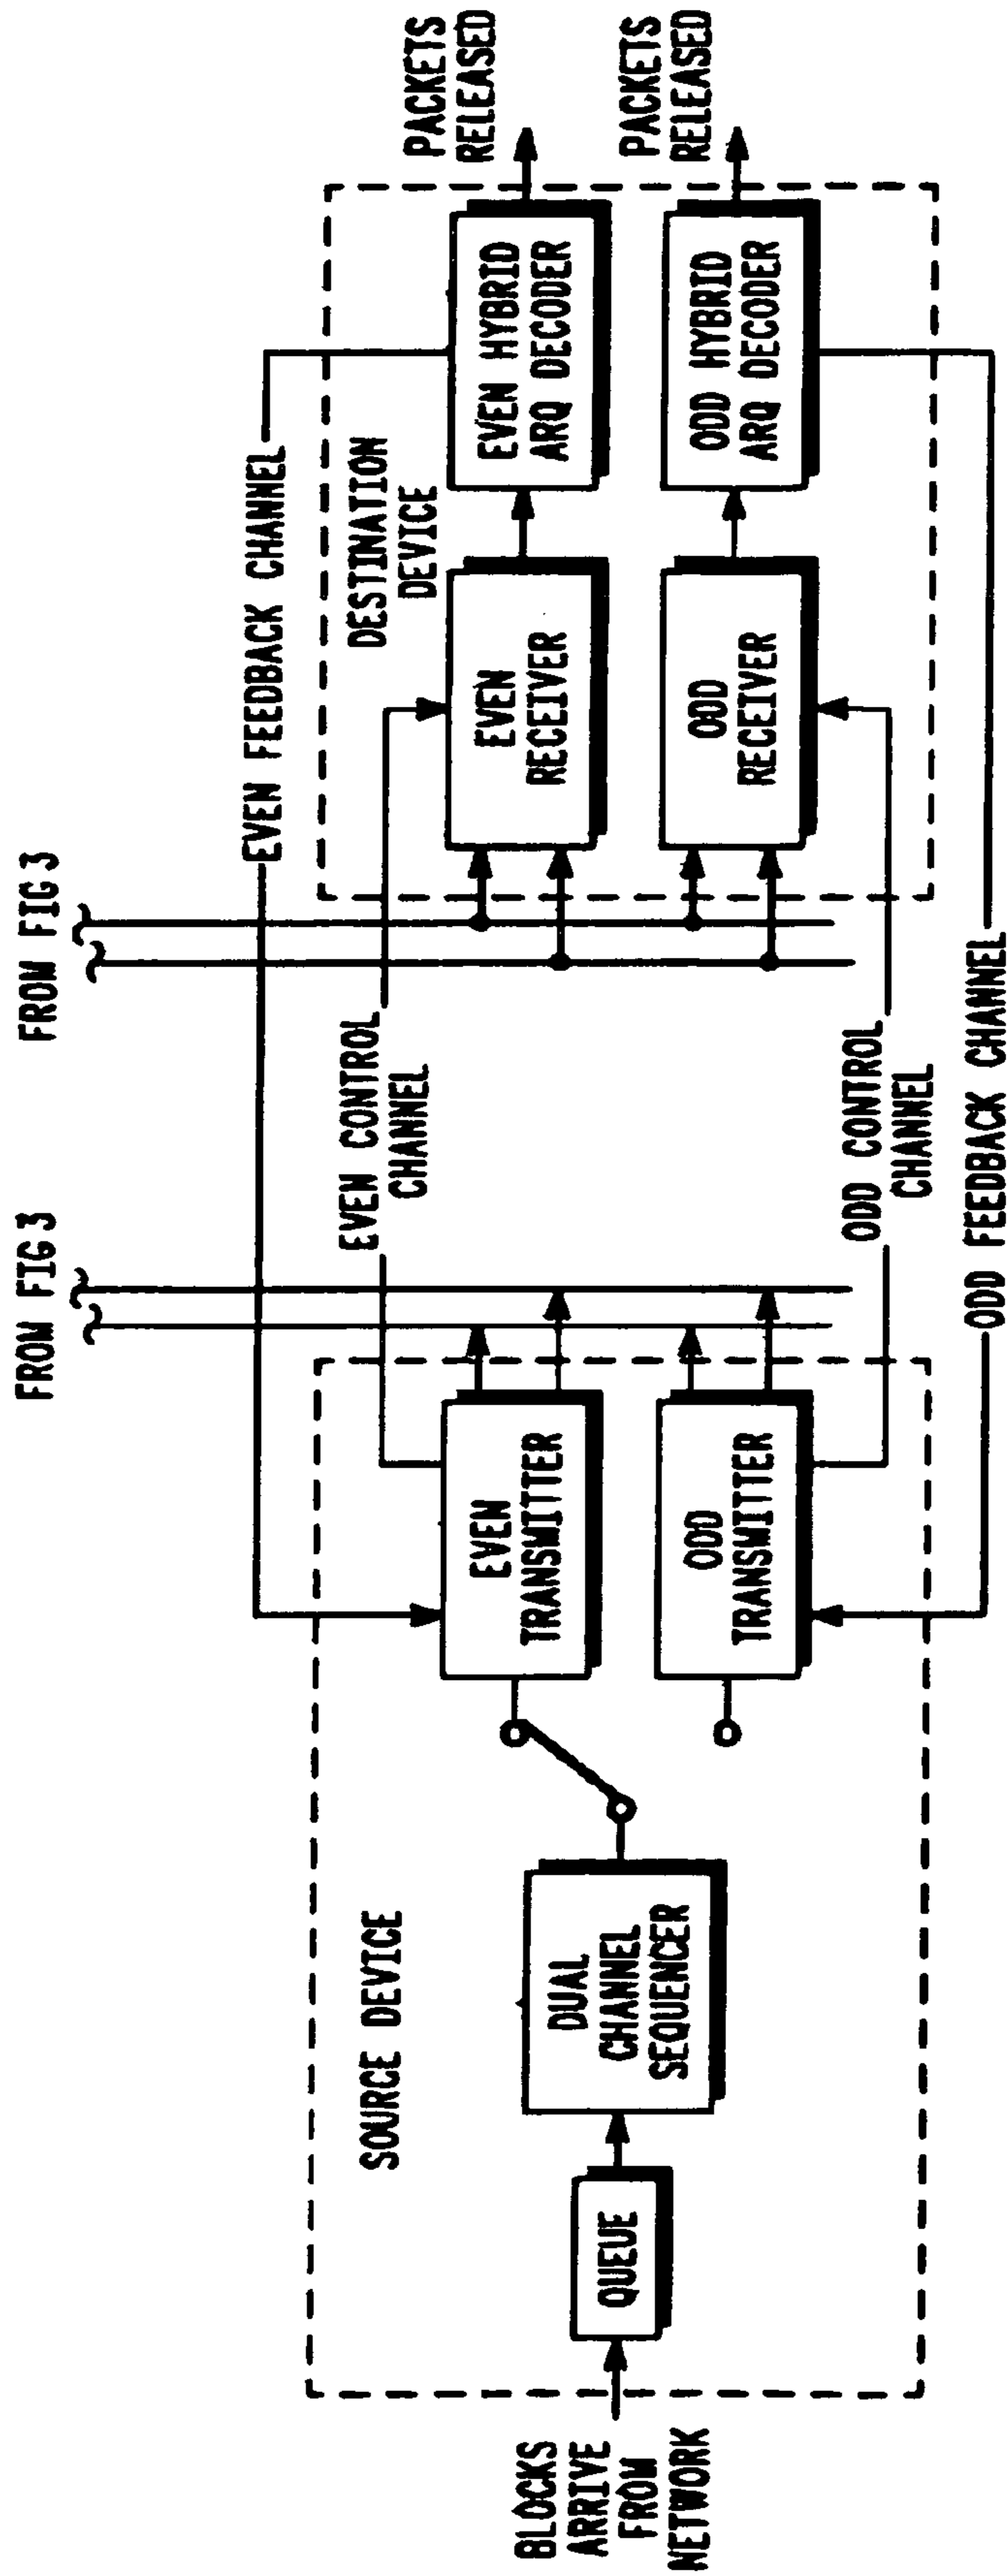 FROM FIG 3
FROM FIG 3
EVEN FEEDBACK CHANNEL
SOURCE DEVICE
EVEN CONTROL
CHANNEL
DESTINATION
DEVICE
BLOCKS
ARRIVE
FROM
NETWORK
QUEUE
DUAL
CHANNEL
SEQUENCER
EVEN
TRANSMITTER
EVEN
RECEIVER
EVEN HYBRID
ARQ DECODER
PACKETS
RELEASED
ODD
TRANSMITTER
ODD
RECEIVER
ODD HYBRID
ARQ DECODER
PACKETS
RELEASED
ODD CONTROL
CHANNEL
ODD FEEDBACK CHANNEL